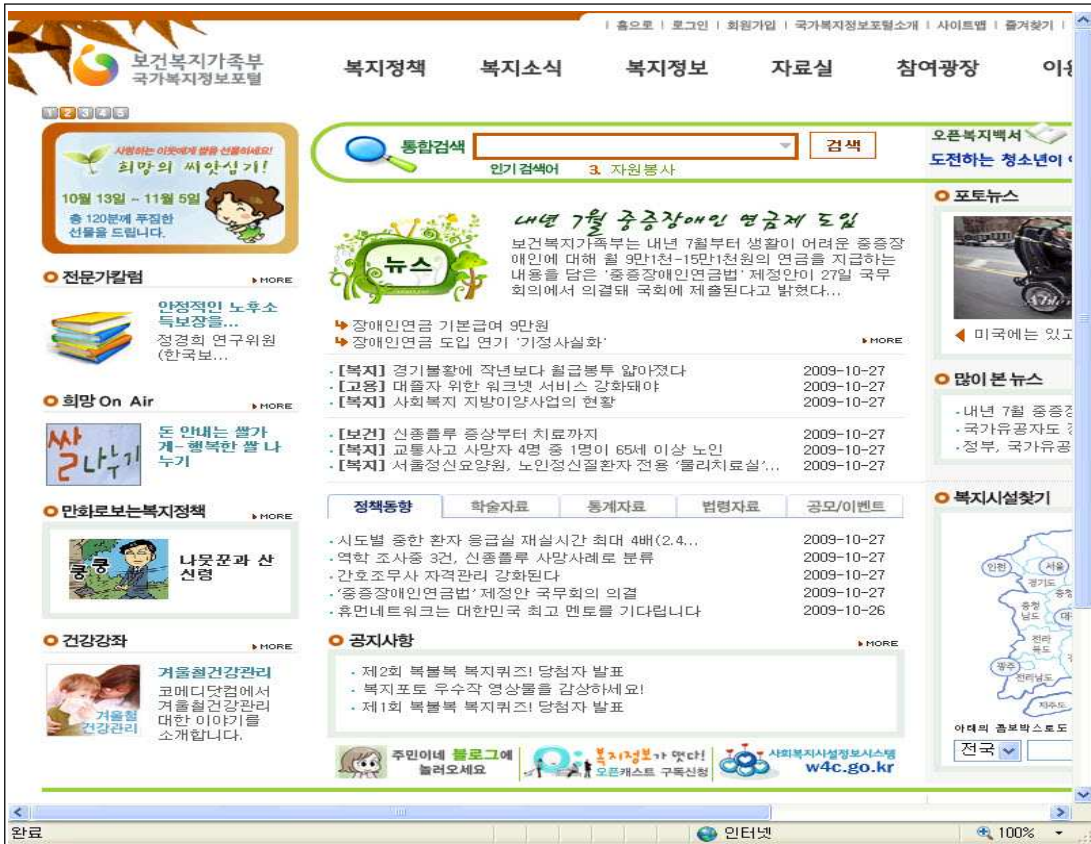 홈으로 | 로그인 | 회원가입 | 국가복지정보포털소개 | 사이트맵 | 즐겨찾기 |
보건복지가족부
국가복지정보포털
복지정책 복지소식 복지정보 자료실 참여광장
1 2 3 4 5
사랑하는 이웃에게 쌀을 선물하세요!
희망의 씨앗심기!
10월 13일 ~ 11월 5일
총 120분께 푸짐한
선물을 드립니다.
통합검색 검색
인기검색어 3. 자원봉사
오픈복지백서
도전하는 청소년이
전문가칼럼 MORE
안정적인 노후소
득보장을...
정경희 연구위원
(한국보...
희망 On Air MORE
쌀
나누기
돈 안내는 쌀가
게- 행복한 쌀 나
누기
만화로보는복지정책 MORE
쿵 쿵
나뭇꾼과 산
신령
건강강좌 MORE
겨울철
건강관리
겨울철건강관리
코메디닷컴에서
겨울철건강관리
대한 이야기를
소개합니다.
뉴스
내년 7월 중증장애인 연금제 도입
보건복지가족부는 내년 7월부터 생활이 어려운 중증장
애인에 대해 월 9만1천-15만1천원의 연금을 지급하는
내용을 담은 '중증장애인연금법' 제정안이 27일 국무
회의에서 의결돼 국회에 제출된다고 밝혔다...
장애인연금 기본급여 9만원
장애인연금 도입 연기 '기정사실화' MORE
· [복지] 경기불황에 작년보다 월급봉투 얇아졌다 2009-10-27
· [고용] 대졸자 위한 워크넷 서비스 강화돼야 2009-10-27
· [복지] 사회복지 지방이양사업의 현황 2009-10-27
· [보건] 신종플루 증상부터 치료까지 2009-10-27
· [복지] 교통사고 사망자 4명 중 1명이 65세 이상 노인 2009-10-27
· [복지] 서울정신요양원, 노인정신질환자 전용 '물리치료실'... 2009-10-27
정책동향 학술자료 통계자료 법령자료 공모/이벤트
· 시도별 중한 환자 응급실 재실시간 최대 4배(2.4... 2009-10-27
· 역학 조사중 3건, 신종플루 사망사례로 분류 2009-10-27
· 간호조무사 자격관리 강화된다 2009-10-27
· '중증장애인연금법' 제정안 국무회의 의결 2009-10-27
· 휴먼네트워크는 대한민국 최고 멘토를 기다립니다 2009-10-26
공지사항 MORE
· 제2회 복불복 복지퀴즈! 당첨자 발표
· 복지포토 우수작 영상물을 감상하세요!
· 제1회 복불복 복지퀴즈! 당첨자 발표
주민이네 블로그에
놀러오세요
복지정보가 떴다!
오픈캐스트 구독신청
사회복지시설정보시스템
w4c.go.kr
포토뉴스
미국에는 있고
많이 본 뉴스
· 내년 7월 중증장
· 국가유공자도
· 정부, 국가유공
복지시설찾기
인천 서울
경기도
충청
남도
전라
북도
광주
전라남도
제주도
아래의 콤보박스로도
전국
완료 인터넷 100%